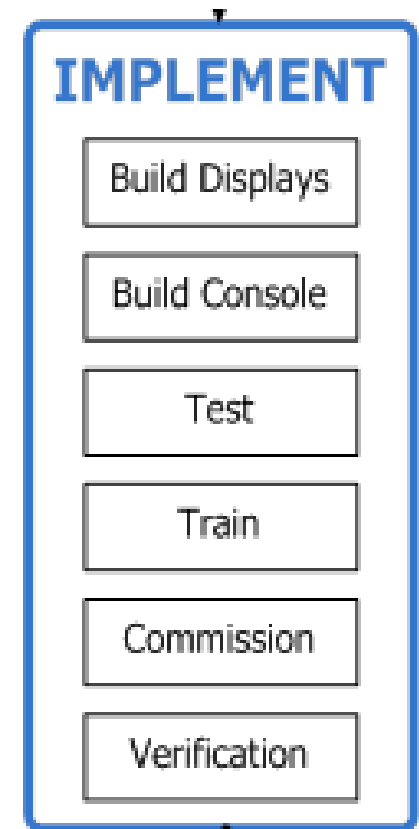 IMPLEMENT
Build Displays
Build Console
Test
Train
Commission
Verification